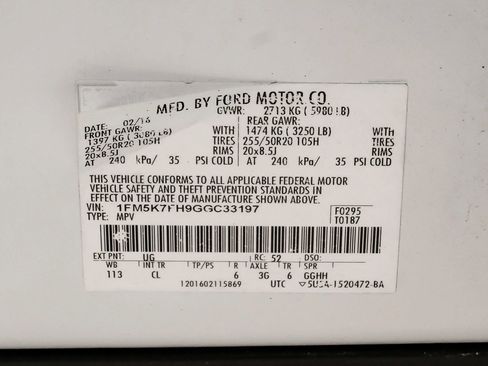 MFD. BY FORD MOTOR CO.
DATE: 02/16 GVWR: 2713 KG ( 5980 LB)
FRONT GAWR: REAR GAWR:
1397 KG ( 3080 LB) WITH 1474 KG ( 3250 LB) WITH
255/50R20 105H TIRES 255/50R20 105H TIRES
20x8.5J RIMS 20x8.5J RIMS
AT 240 kPa/ 35 PSI COLD AT 240 kPa/ 35 PSI COLD
THIS VEHICLE CONFORMS TO ALL APPLICABLE FEDERAL MOTOR
VEHICLE SAFETY AND THEFT PREVENTION STANDARDS IN
EFFECT ON THE DATE OF MANUFACTURE SHOWN ABOVE.
VIN: 1FM5K7FH9GGC33197 F0295
TYPE: MPV T0187
EXT PNT: UG RC: 52 DSO:
WB INT TR TP/PS R AXLE TR SPR
113 CL 6 3G 6 GGHH
1201602115869 UTC ▽5U5A-1520472-BA